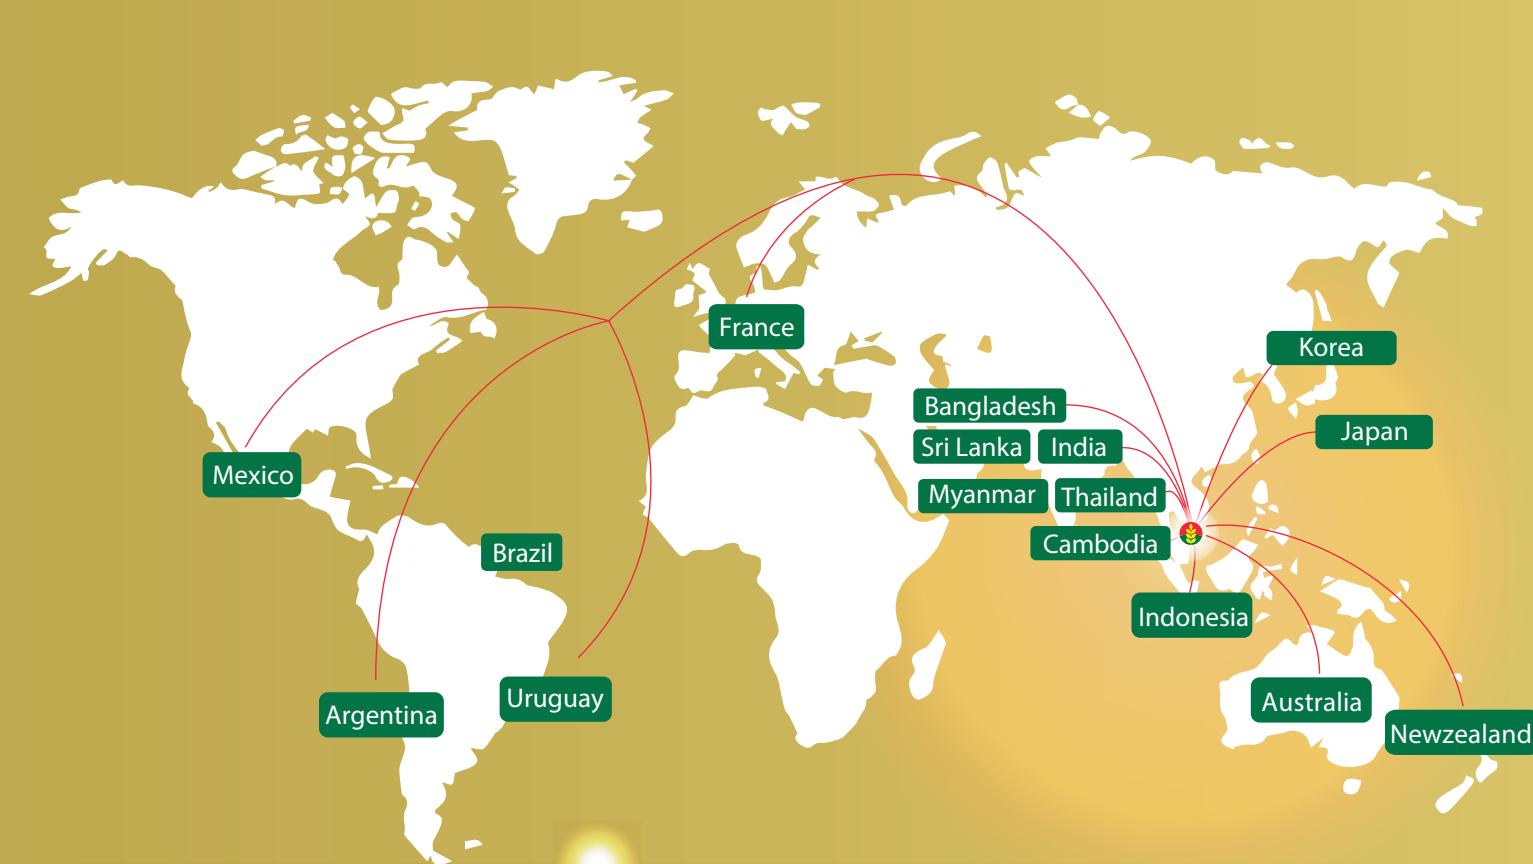 France
Korea
Bangladesh
Japan
Sri Lanka
India
Mexico
Myanmar
Thailand
Cambodia
Brazil
Indonesia
Argentina
Uruguay
Australia
Newzealand